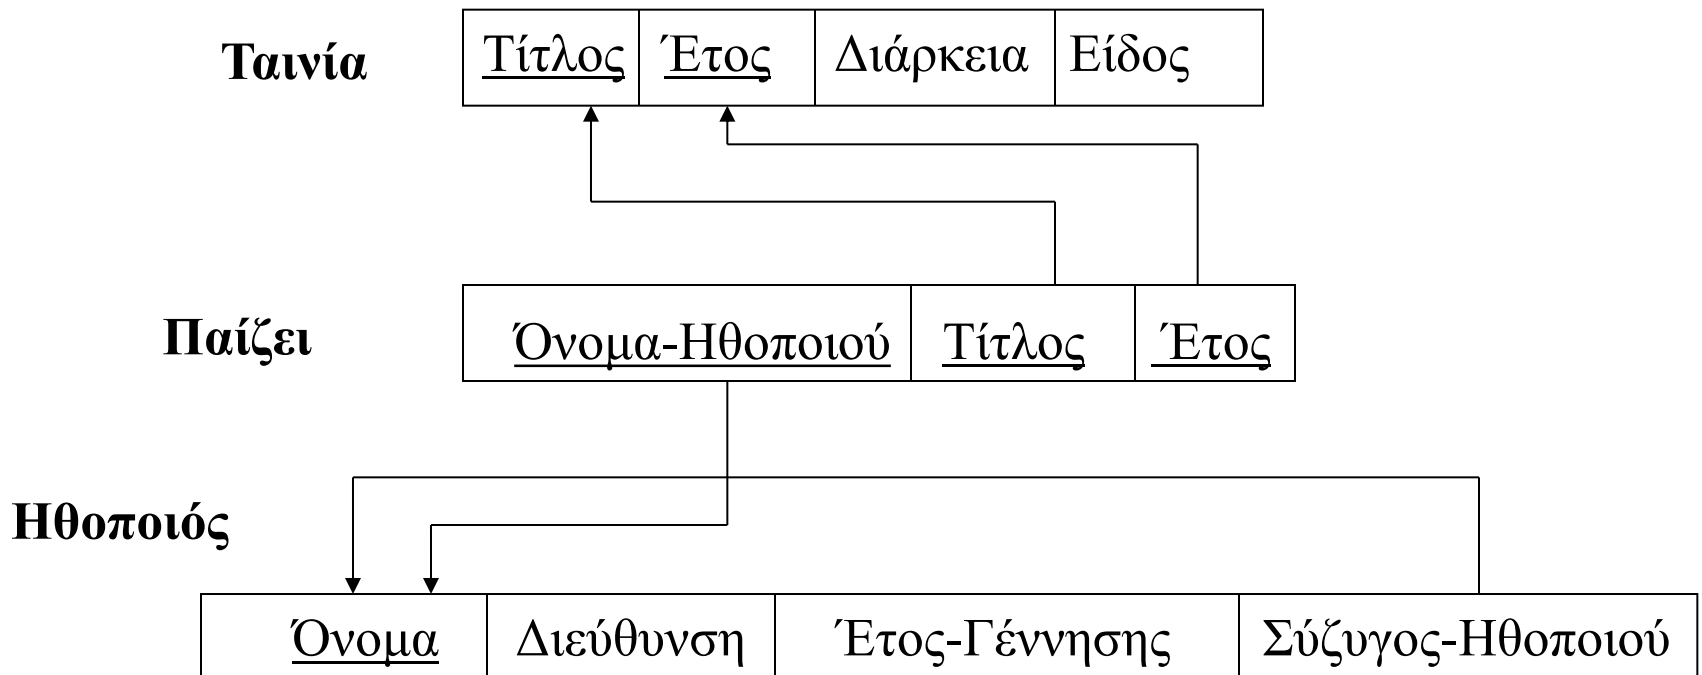 Ταινία Τίτλος Έτος Διάρκεια Είδος
Παίζει Όνομα-Ηθοποιού Τίτλος Έτος
Ηθοποιός
Όνομα Διεύθυνση Έτος-Γέννησης Σύζυγος-Ηθοποιού